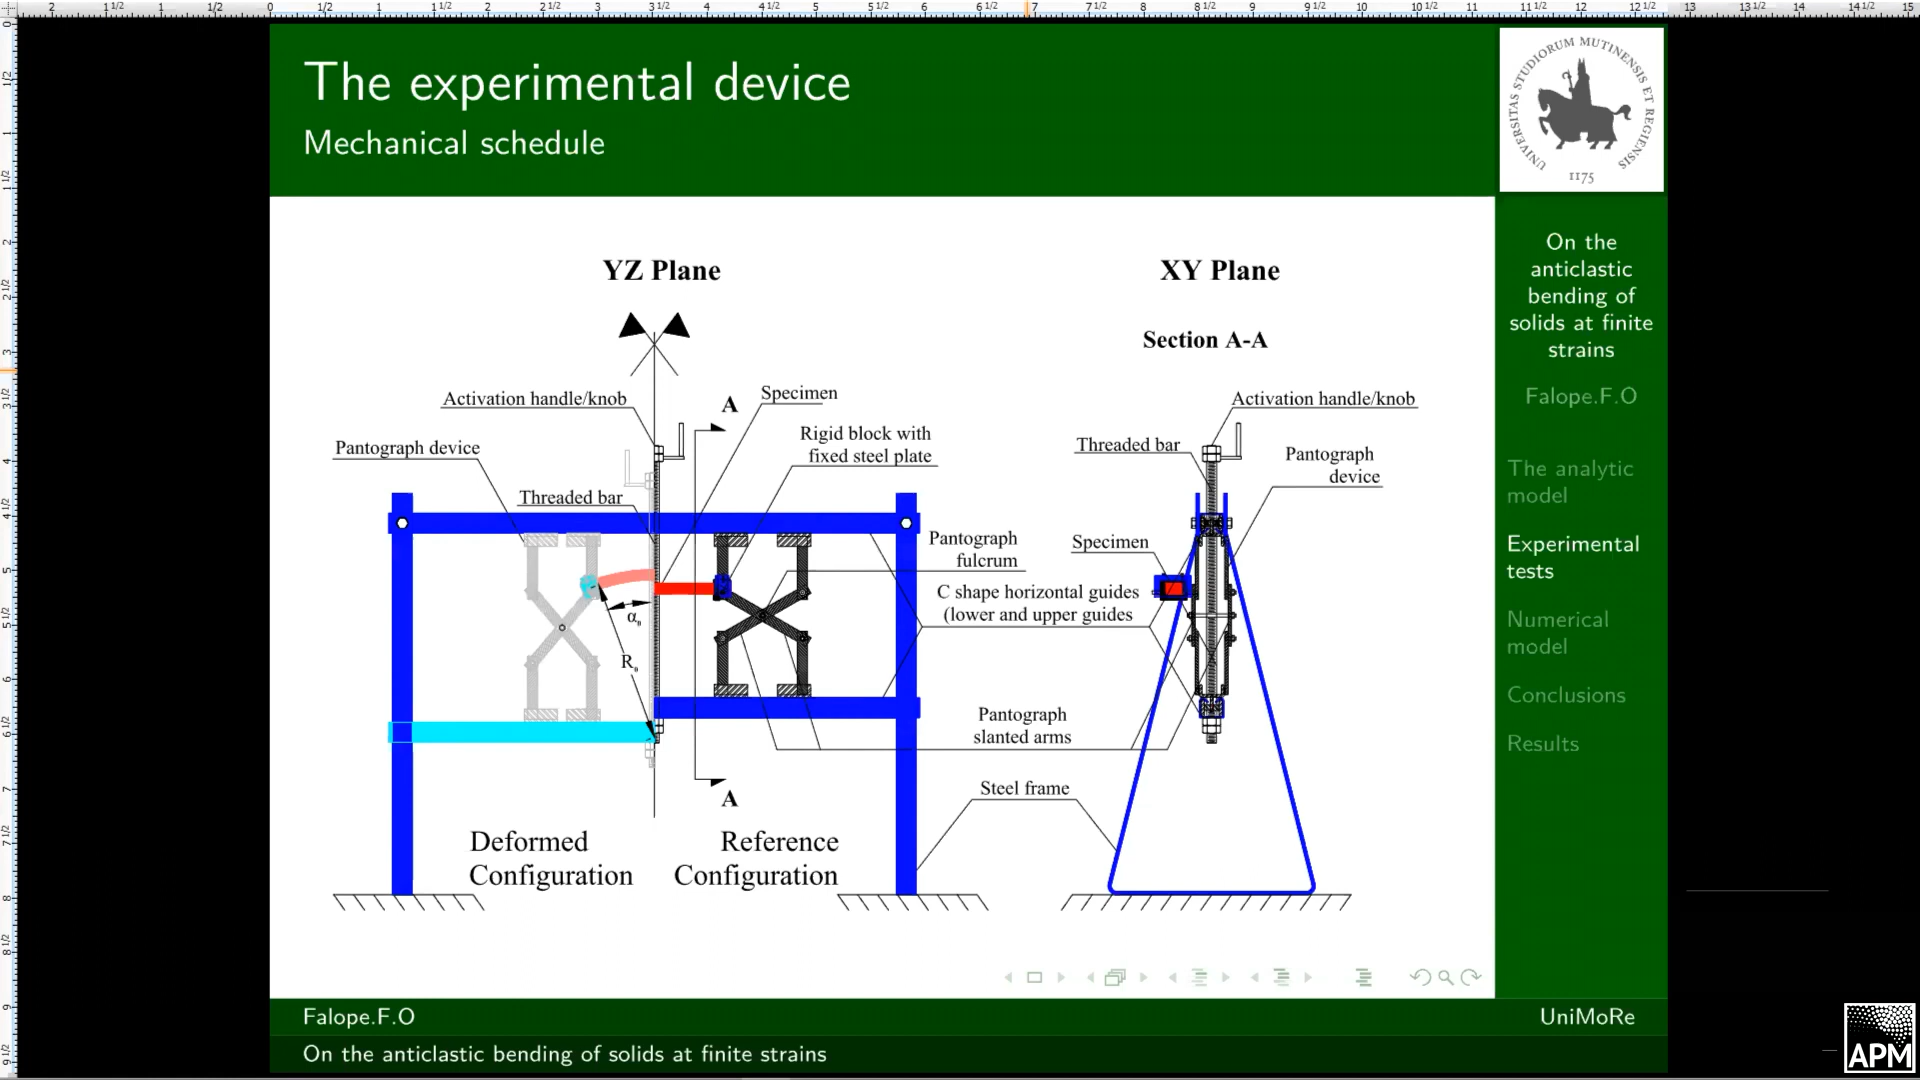 The experimental device
Mechanical schedule
UNIVERSITAS STUDIORUM MUTINENSIS ET REGIENSIS
1175
On the
anticlastic
bending of
solids at finite
strains
Falope.F.O
The analytic
model
Experimental
tests
Numerical
model
Conclusions
Results
YZ Plane
XY Plane
Section A-A
Activation handle/knob
Specimen
A
Activation handle/knob
Pantograph device
Rigid block with
fixed steel plate
Threaded bar
Pantograph
device
Threaded bar
Pantograph
fulcrum
Specimen
C shape horizontal guides
(lower and upper guides
α₀
R₀
Pantograph
slanted arms
Steel frame
A
Deformed
Configuration
Reference
Configuration
Falope.F.O
UniMoRe
On the anticlastic bending of solids at finite strains
APM